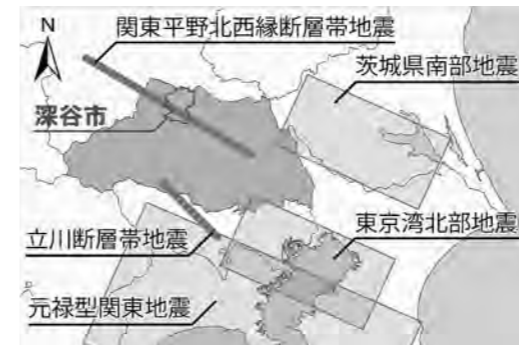 N
関東平野北西縁断層帯地震
茨城県南部地震
深谷市
東京湾北部地震
立川断層帯地震
元禄型関東地震